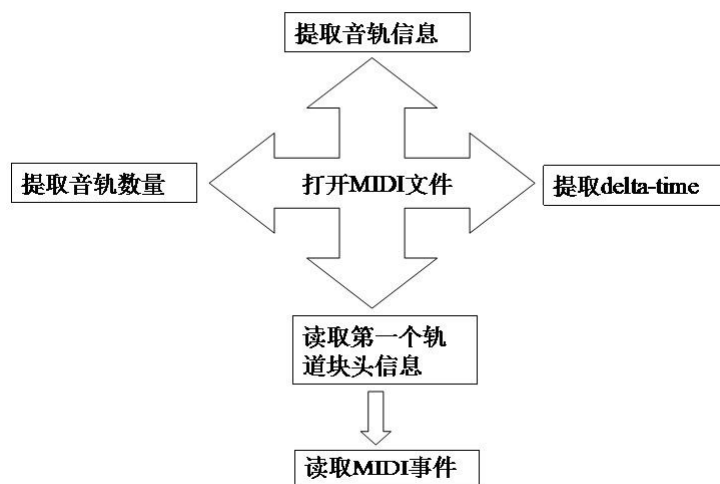 提取音轨信息
提取音轨数量
打开MIDI文件
提取delta-time
读取第一个轨
道块头信息
读取MIDI事件